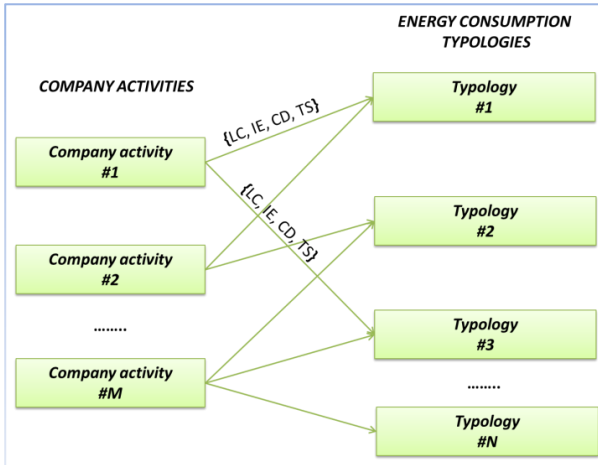 ENERGY CONSUMPTION
TYPOLOGIES
COMPANY ACTIVITIES
Typology
#1
{LC, IE, CD, TS}
Company activity
#1
{LC, IE, CD, TS}
Typology
#2
Company activity
#2
........
Typology
#3
Company activity
#M
........
Typology
#N